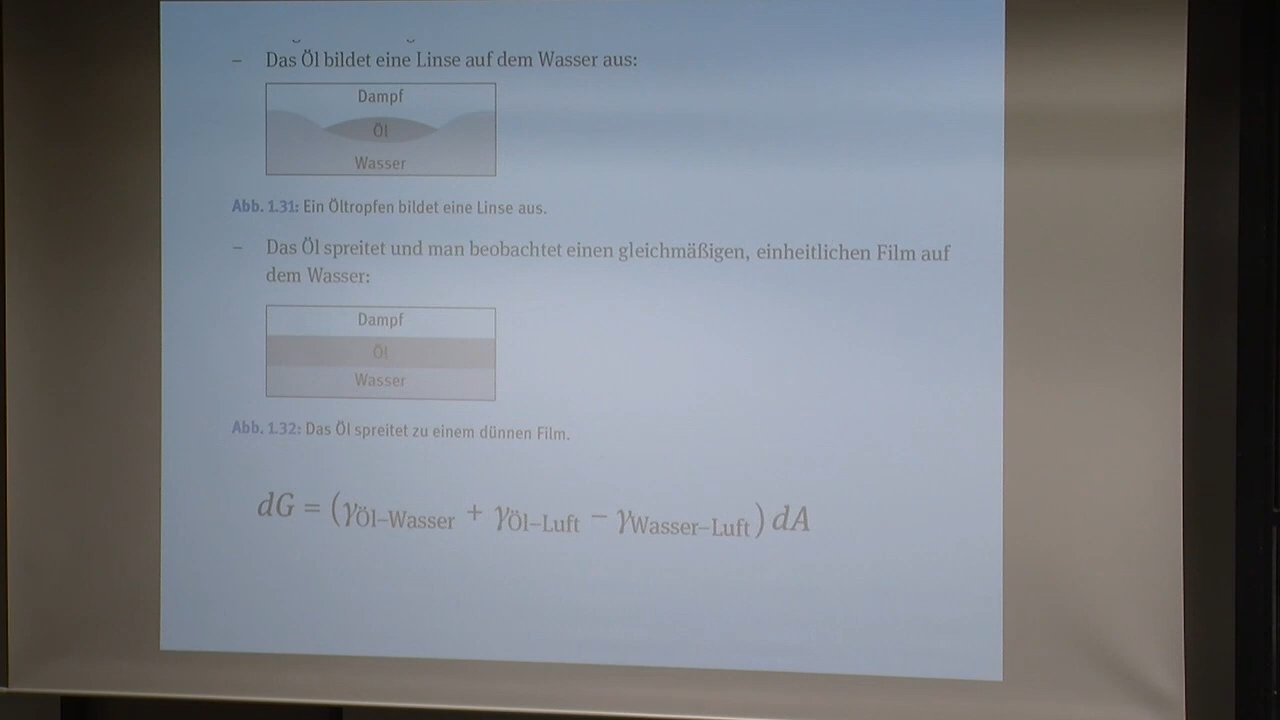 – Das Öl bildet eine Linse auf dem Wasser aus:
Dampf
Öl
Wasser
Abb. 1.31: Ein Öltropfen bildet eine Linse aus.
– Das Öl spreitet und man beobachtet einen gleichmäßigen, einheitlichen Film auf
dem Wasser:
Dampf
Öl
Wasser
Abb. 1.32: Das Öl spreitet zu einem dünnen Film.
dG = (γÖl–Wasser + γÖl–Luft − γWasser–Luft) dA